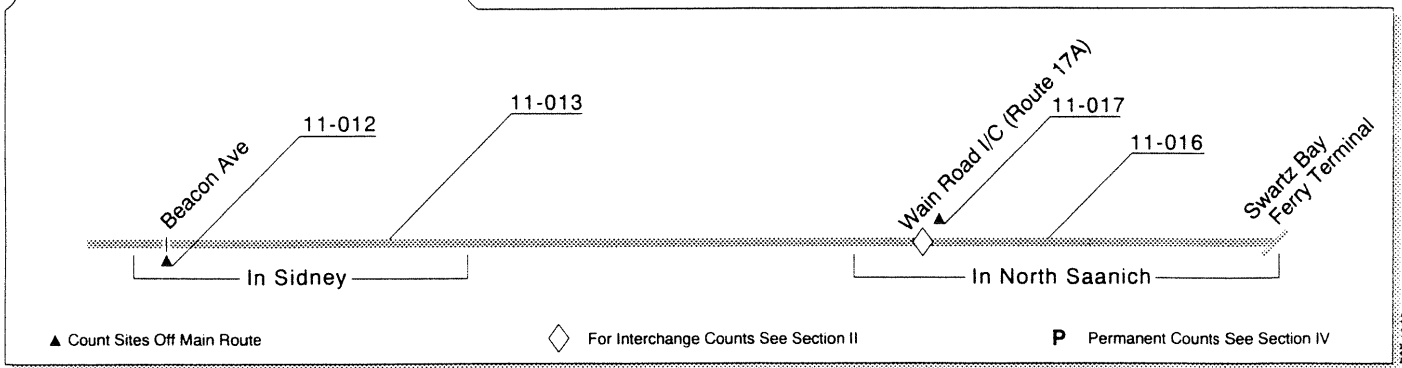 11-012
11-013
Beacon Ave
Wain Road I/C (Route 17A)
11-017
11-016
Swartz Bay
Ferry Terminal
In Sidney
In North Saanich
▲ Count Sites Off Main Route
For Interchange Counts See Section II
P Permanent Counts See Section IV